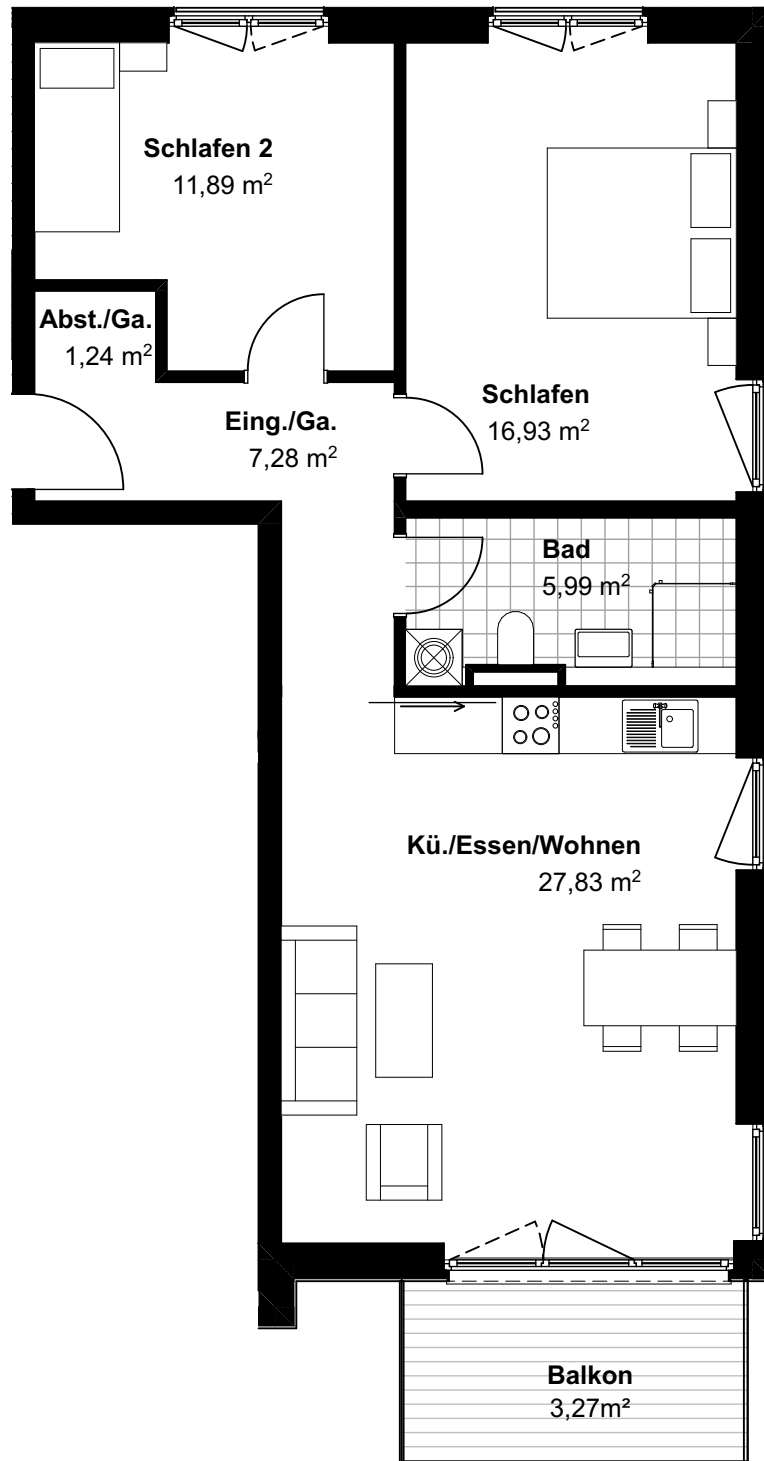 Schlafen 2
11,89 m²
Abst./Ga.
1,24 m²
Eing./Ga.
7,28 m²
Schlafen
16,93 m²
Bad
5,99 m²
Kü./Essen/Wohnen
27,83 m²
Balkon
3,27m²